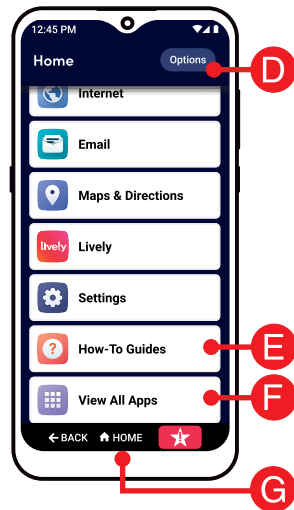 12:45 PM
Home
Options
D
Internet
Email
Maps & Directions
lively
Lively
Settings
?
How-To Guides
E
View All Apps
F
BACK HOME
G